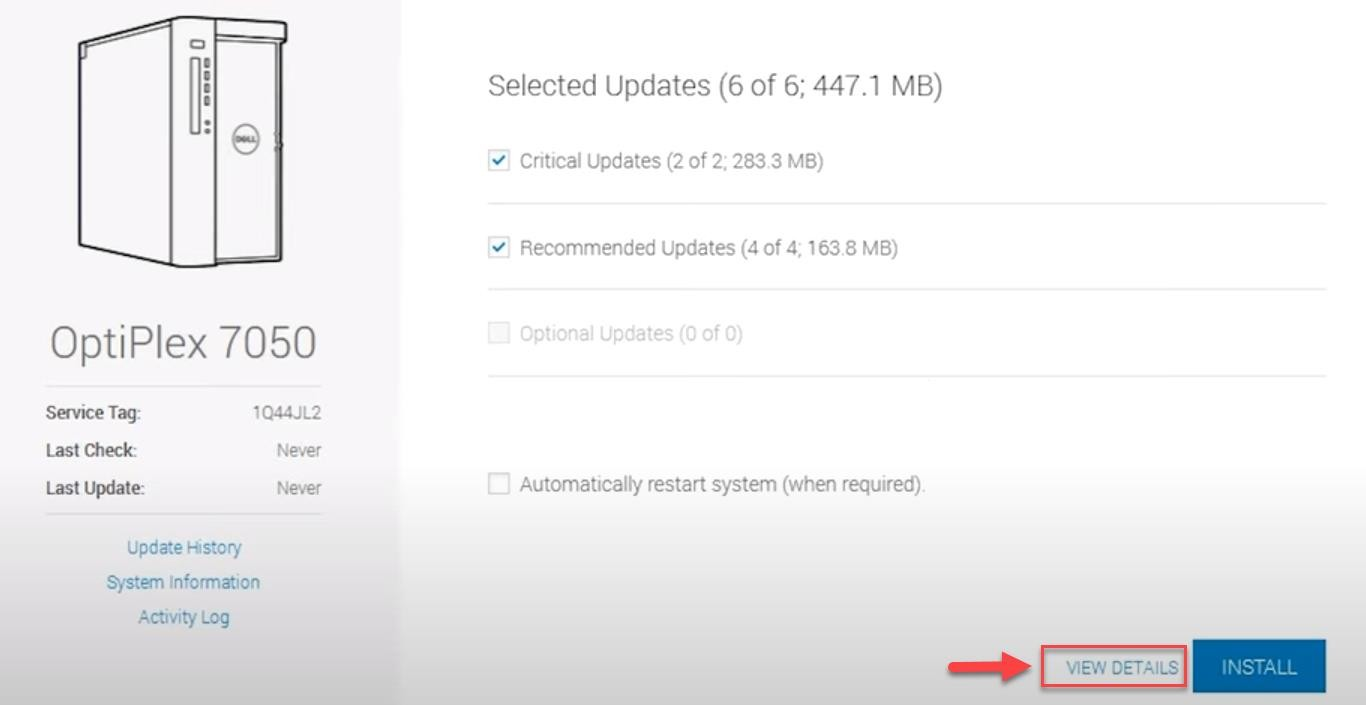 DELL
OptiPlex 7050
Service Tag: 1Q44JL2
Last Check: Never
Last Update: Never
Update History
System Information
Activity Log
Selected Updates (6 of 6; 447.1 MB)
Critical Updates (2 of 2; 283.3 MB)
Recommended Updates (4 of 4; 163.8 MB)
Optional Updates (0 of 0)
Automatically restart system (when required).
VIEW DETAILS
INSTALL